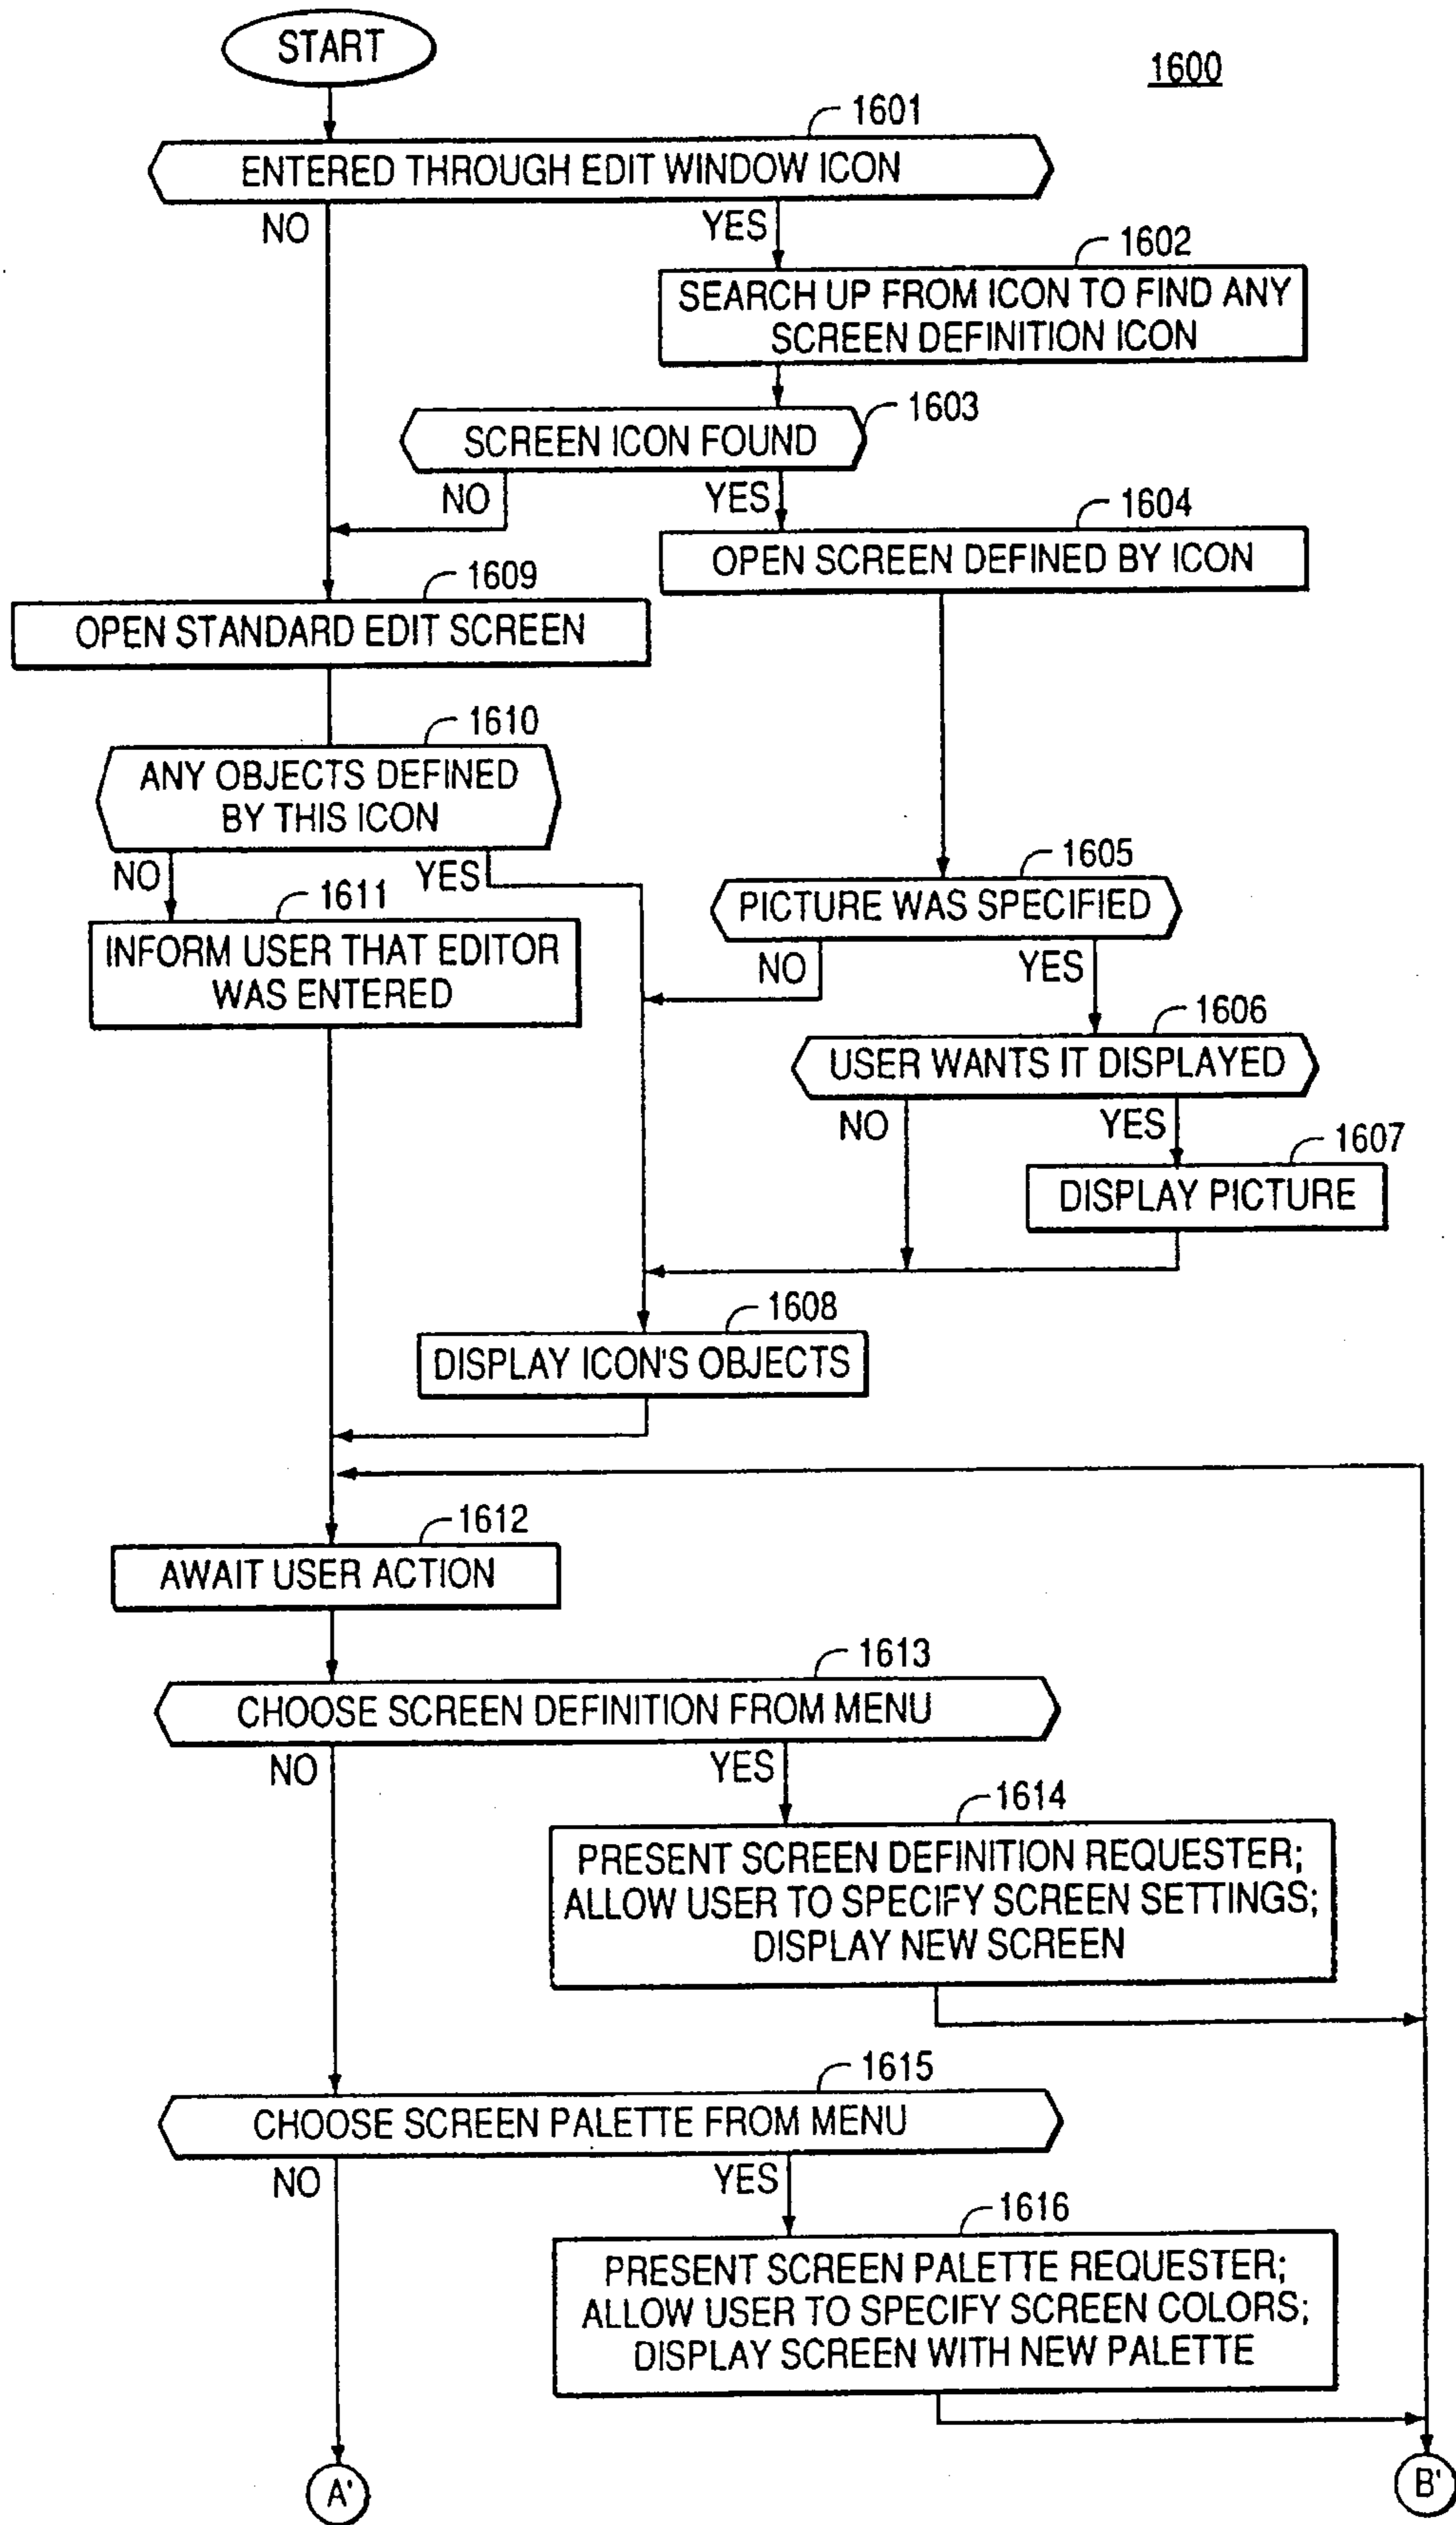 START
1600
1601
ENTERED THROUGH EDIT WINDOW ICON
NO
YES
1602
SEARCH UP FROM ICON TO FIND ANY
SCREEN DEFINITION ICON
1603
SCREEN ICON FOUND
NO
YES
1604
OPEN SCREEN DEFINED BY ICON
1609
OPEN STANDARD EDIT SCREEN
1610
ANY OBJECTS DEFINED
BY THIS ICON
NO
YES
1611
INFORM USER THAT EDITOR
WAS ENTERED
1605
PICTURE WAS SPECIFIED
NO
YES
1606
USER WANTS IT DISPLAYED
NO
YES
1607
DISPLAY PICTURE
1608
DISPLAY ICON'S OBJECTS
1612
AWAIT USER ACTION
1613
CHOOSE SCREEN DEFINITION FROM MENU
NO
YES
1614
PRESENT SCREEN DEFINITION REQUESTER;
ALLOW USER TO SPECIFY SCREEN SETTINGS;
DISPLAY NEW SCREEN
1615
CHOOSE SCREEN PALETTE FROM MENU
NO
YES
1616
PRESENT SCREEN PALETTE REQUESTER;
ALLOW USER TO SPECIFY SCREEN COLORS;
DISPLAY SCREEN WITH NEW PALETTE
A'
B'